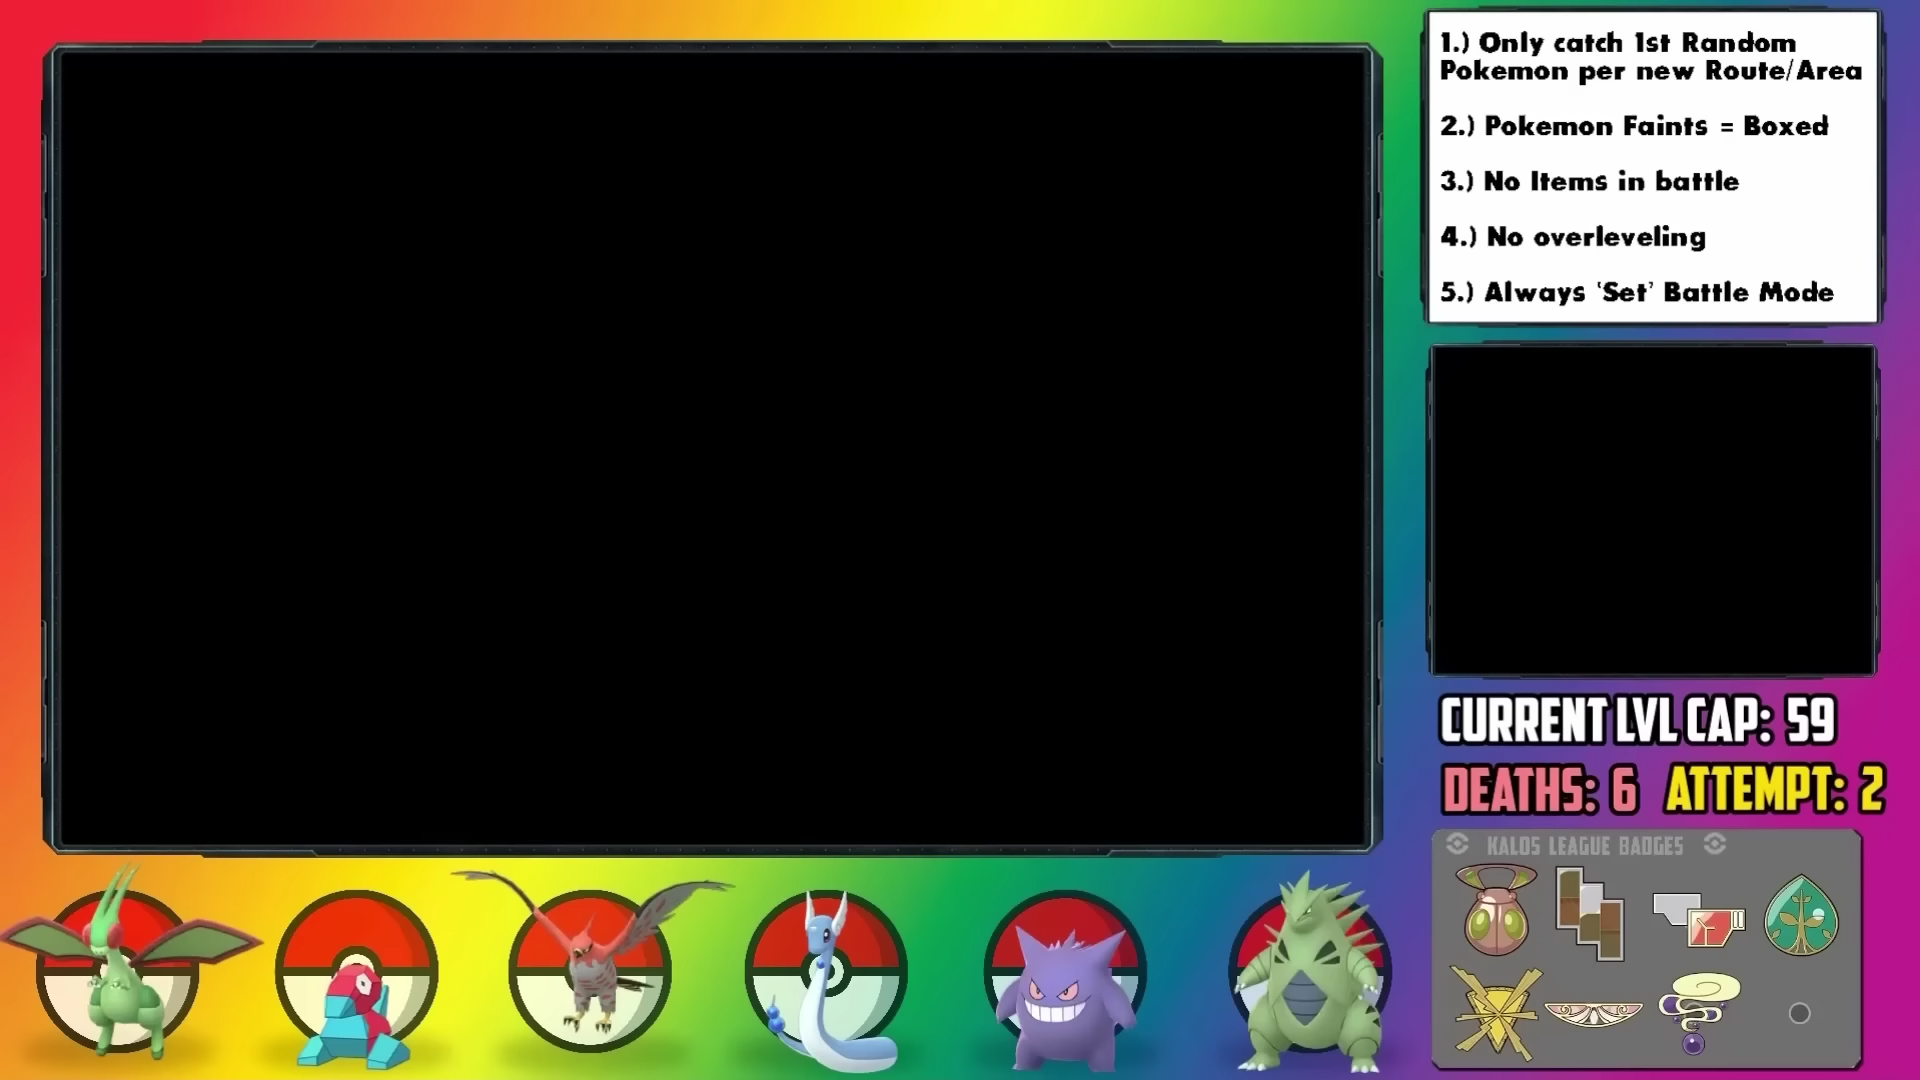 1.) Only catch 1st Random
Pokemon per new Route/Area
2.) Pokemon Faints = Boxed
3.) No Items in battle
4.) No overleveling
5.) Always 'Set' Battle Mode
CURRENT LVL CAP: 59
DEATHS: 6 ATTEMPT: 2
KALOS LEAGUE BADGES